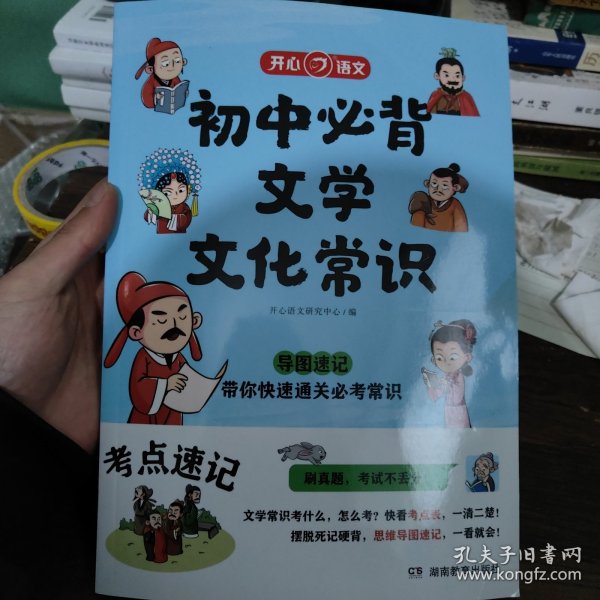 开心 语文
初中必背
文学
文化常识
开心语文研究中心/编
导图速记
带你快速通关必考常识
考点速记
刷真题，考试不丢分
文学常识考什么，怎么考？快看考点表，一清二楚！
摆脱死记硬背，思维导图速记，一看就会！
湖南教育出版社
孔夫子旧书网
www.kongfz.com